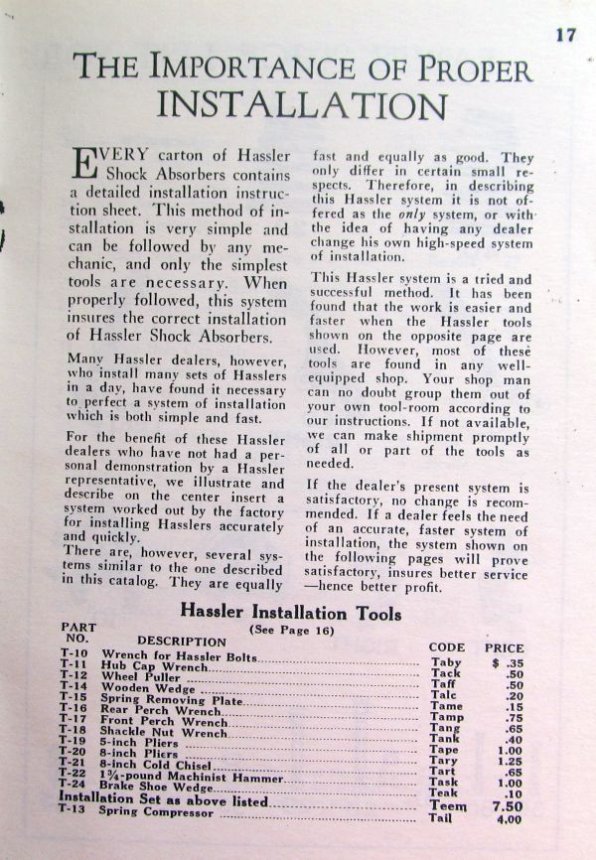 17
THE IMPORTANCE OF PROPER
INSTALLATION
EVERY carton of Hassler
Shock Absorbers contains
a detailed installation instruc-
tion sheet. This method of in-
stallation is very simple and
can be followed by any me-
chanic, and only the simplest
tools are necessary. When
properly followed, this system
insures the correct installation
of Hassler Shock Absorbers.
Many Hassler dealers, however,
who install many sets of Hasslers
in a day, have found it necessary
to perfect a system of installation
which is both simple and fast.
For the benefit of these Hassler
dealers who have not had a per-
sonal demonstration by a Hassler
representative, we illustrate and
describe on the center insert a
system worked out by the factory
for installing Hasslers accurately
and quickly.
There are, however, several sys-
tems similar to the one described
in this catalog. They are equally
fast and equally as good. They
only differ in certain small re-
spects. Therefore, in describing
this Hassler system it is not of-
fered as the only system, or with
the idea of having any dealer
change his own high-speed system
of installation.
This Hassler system is a tried and
successful method. It has been
found that the work is easier and
faster when the Hassler tools
shown on the opposite page are
used. However, most of these
tools are found in any well-
equipped shop. Your shop man
can no doubt group them out of
your own tool-room according to
our instructions. If not available,
we can make shipment promptly
of all or part of the tools as
needed.
If the dealer's present system is
satisfactory, no change is recom-
mended. If a dealer feels the need
of an accurate, faster system of
installation, the system shown on
the following pages will prove
satisfactory, insures better service
—hence better profit.
Hassler Installation Tools
(See Page 16)
PART
NO. DESCRIPTION CODE PRICE
T-10 Wrench for Hassler Bolts Taby $ .35
T-11 Hub Cap Wrench Tack .50
T-12 Wheel Puller Taff .50
T-14 Wooden Wedge Talc .20
T-15 Spring Removing Plate Tame .15
T-16 Rear Perch Wrench Tamp .75
T-17 Front Perch Wrench Tang .65
T-18 Shackle Nut Wrench Tank .40
T-19 5-inch Pliers Tape 1.00
T-20 8-inch Pliers Tary 1.25
T-21 8-inch Cold Chisel Tart .65
T-22 1¾-pound Machinist Hammer Task 1.00
T-24 Brake Shoe Wedge Teak .10
Installation Set as above listed Teem 7.50
T-13 Spring Compressor Tail 4.00